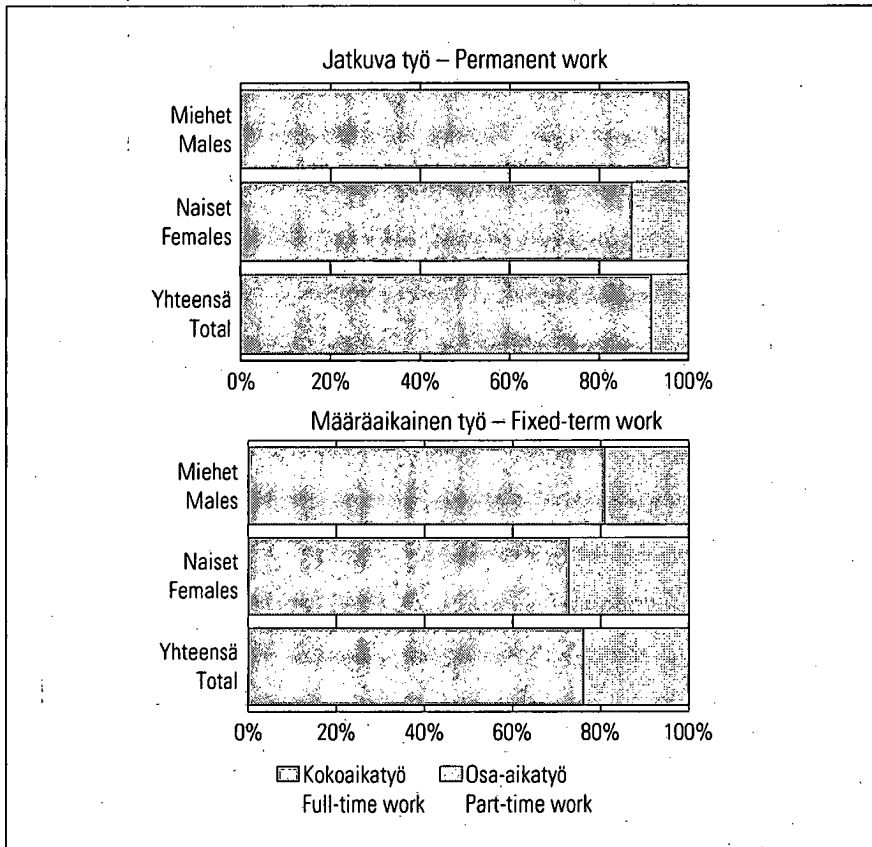 Jatkuva työ – Permanent work
Miehet
Males
Naiset
Females
Yhteensä
Total
0% 20% 40% 60% 80% 100%
Määräaikainen työ – Fixed-term work
Miehet
Males
Naiset
Females
Yhteensä
Total
0% 20% 40% 60% 80% 100%
Kokoaikatyö Osa-aikatyö
Full-time work Part-time work